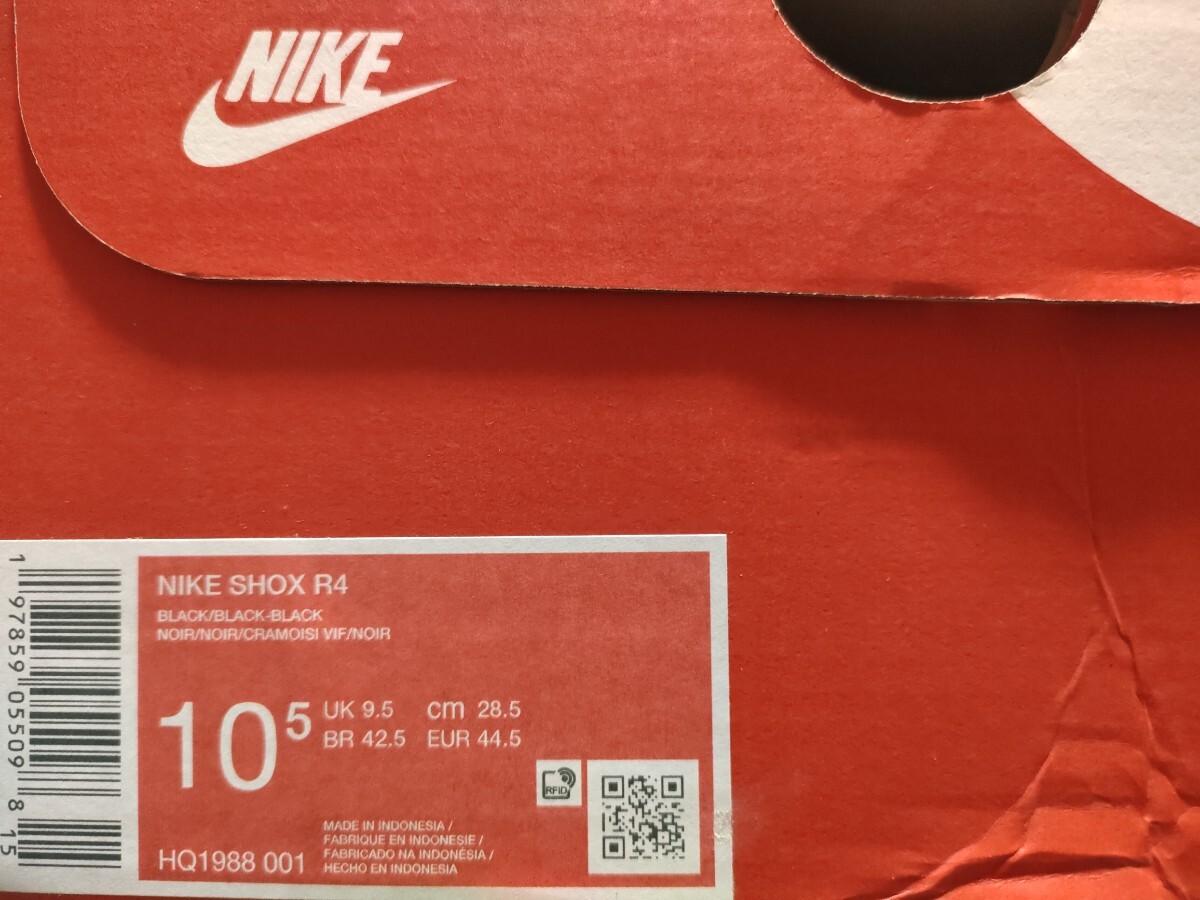 NIKE
NIKE SHOX R4
BLACK/BLACK-BLACK
NOIR/NOIR/CRAMOISI VIF/NOIR
10 5
UK 9.5 cm 28.5
BR 42.5 EUR 44.5
RFID
MADE IN INDONESIA /
FABRIQUE EN INDONESIE /
FABRICADO NA INDONÉSIA /
HECHO EN INDONESIA
HQ1988 001
1 97859 05509 8 15